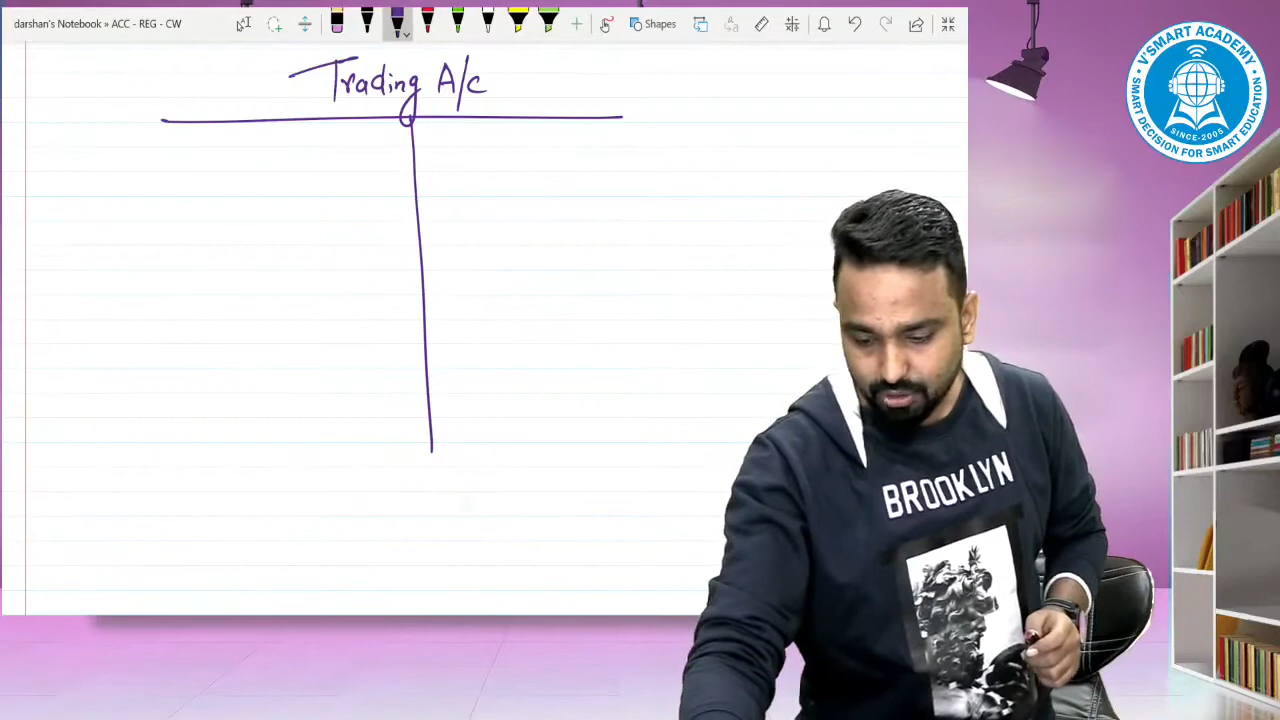 darshan's Notebook » ACC - REG - CW
Shapes
Trading A/c
V'SMART ACADEMY
SINCE-2005
SMART DECISION FOR SMART EDUCATION
BROOKLYN